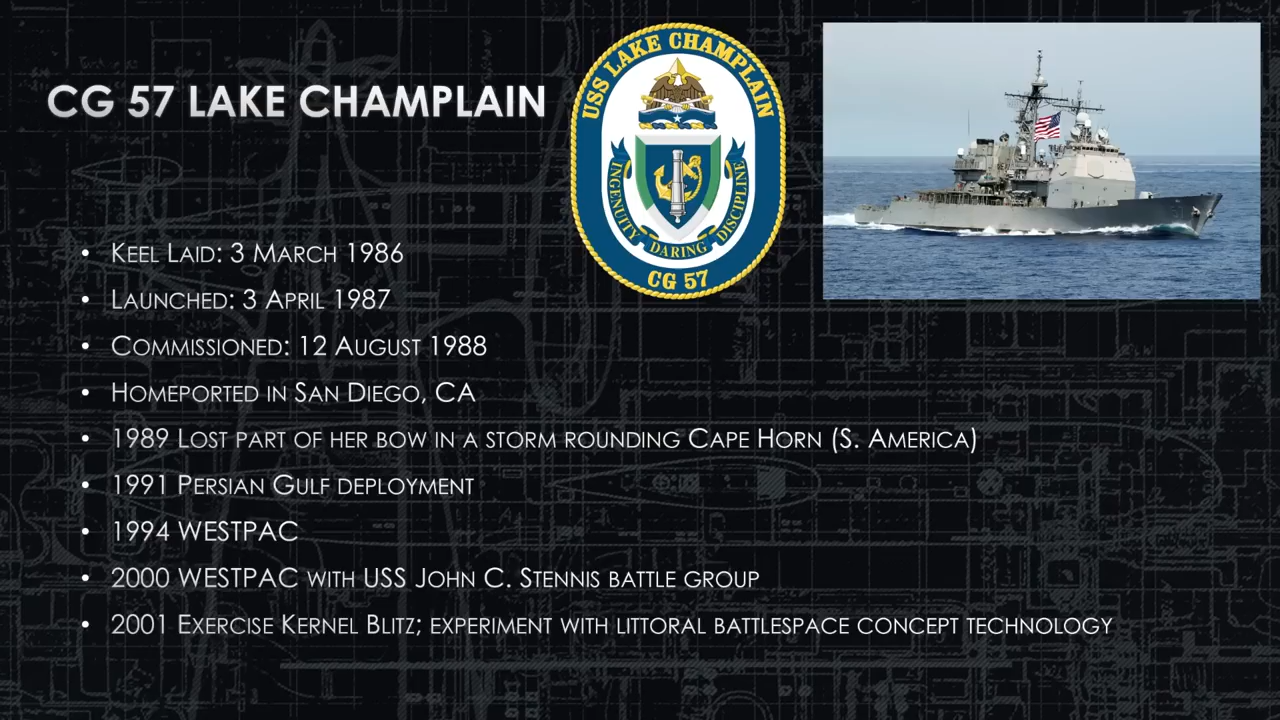 CG 57 LAKE CHAMPLAIN
USS LAKE CHAMPLAIN
INGENUITY DARING DISCIPLINE
CG 57
• KEEL LAID: 3 MARCH 1986
• LAUNCHED: 3 APRIL 1987
• COMMISSIONED: 12 AUGUST 1988
• HOMEPORTED IN SAN DIEGO, CA
• 1989 LOST PART OF HER BOW IN A STORM ROUNDING CAPE HORN (S. AMERICA)
• 1991 PERSIAN GULF DEPLOYMENT
• 1994 WESTPAC
• 2000 WESTPAC WITH USS JOHN C. STENNIS BATTLE GROUP
• 2001 EXERCISE KERNEL BLITZ; EXPERIMENT WITH LITTORAL BATTLESPACE CONCEPT TECHNOLOGY